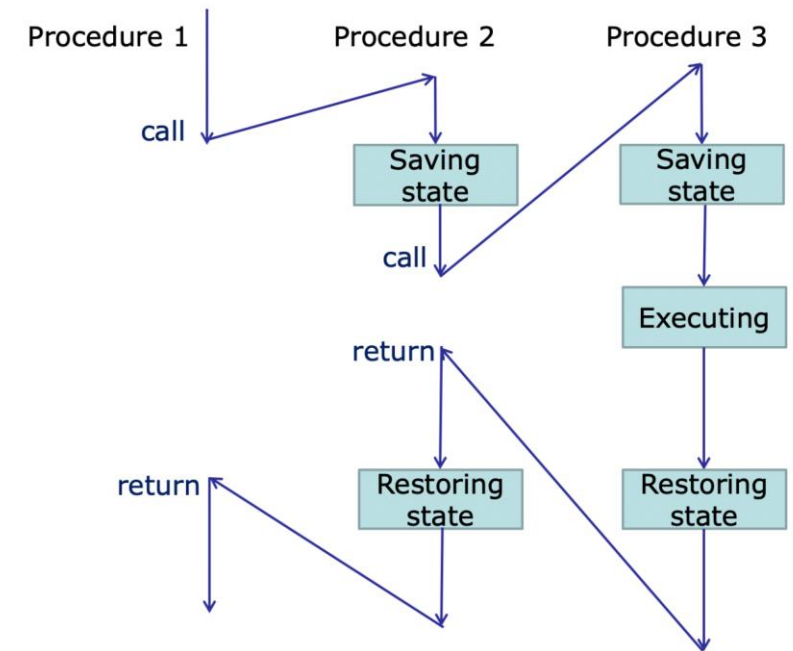 Procedure 1
Procedure 2
Procedure 3
call
Saving
state
Saving
state
call
Executing
return
return
Restoring
state
Restoring
state